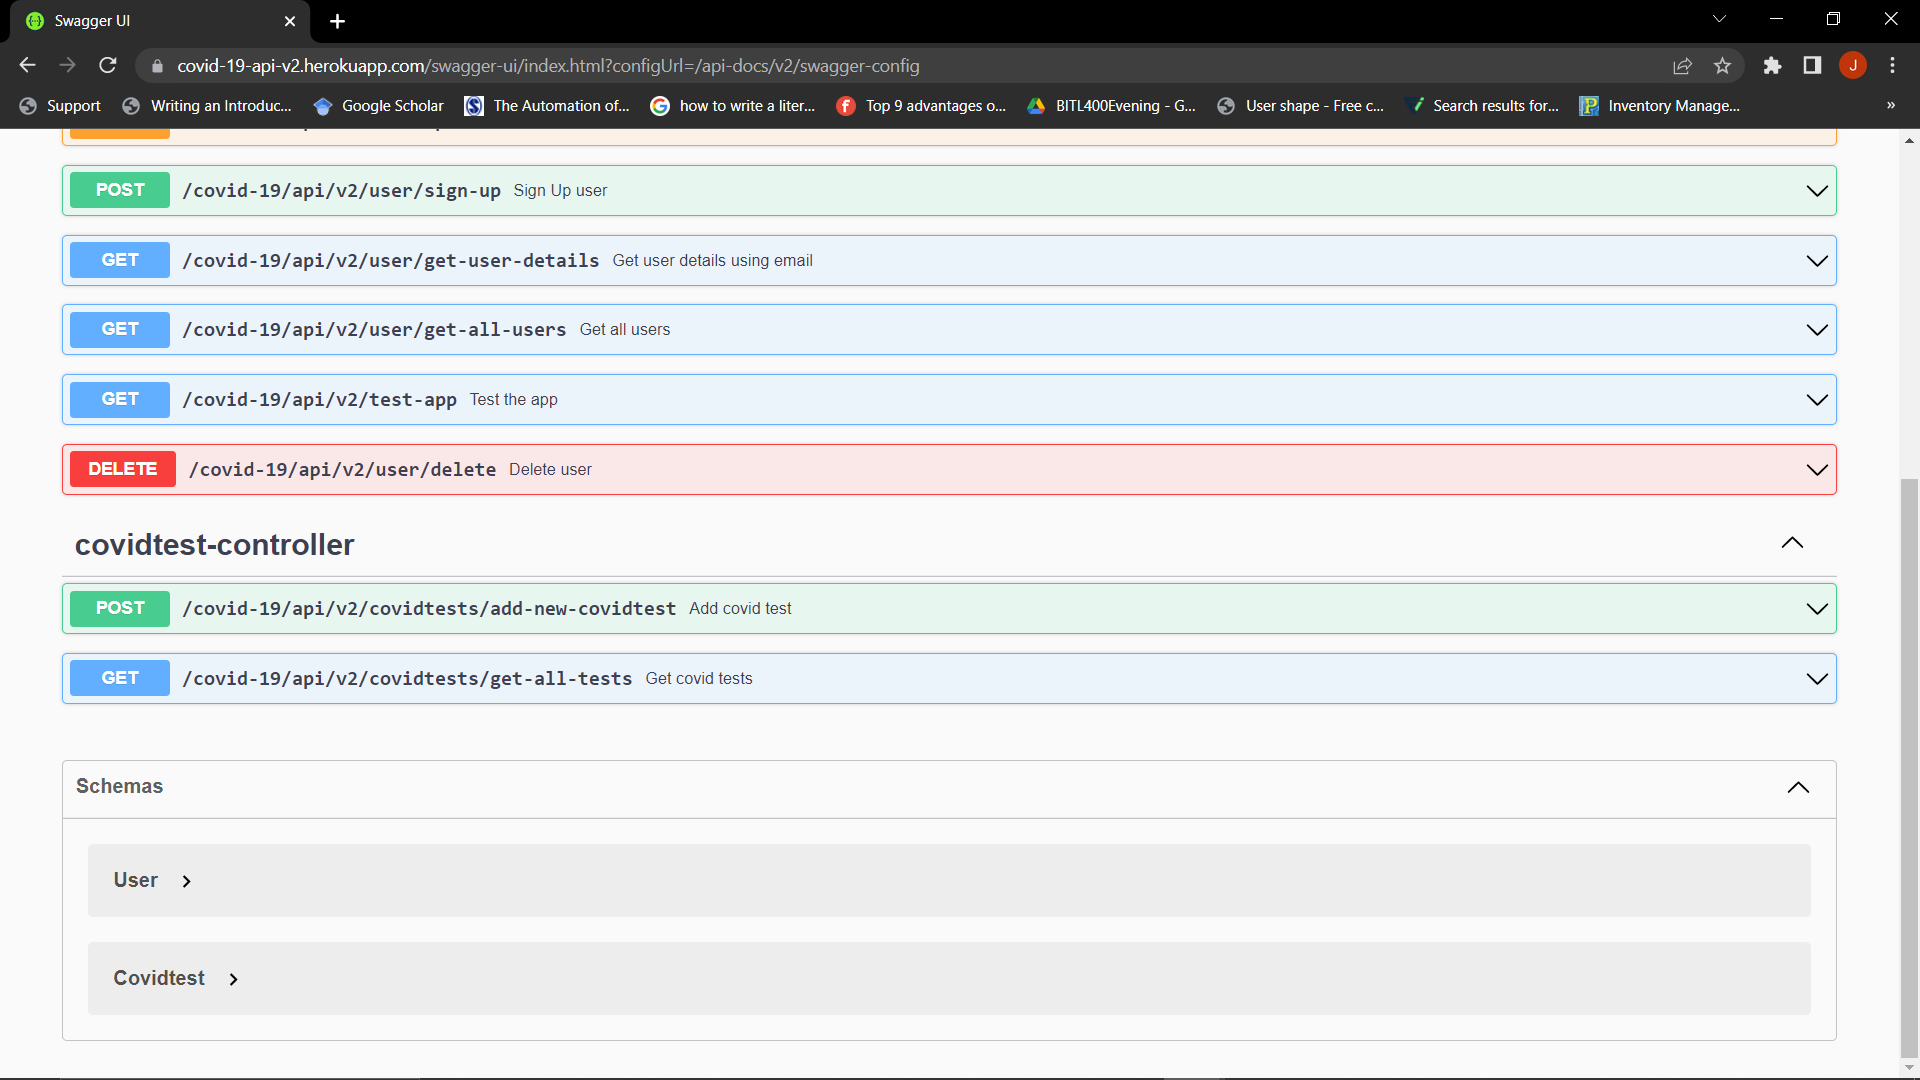 Swagger UI
covid-19-api-v2.herokuapp.com/swagger-ui/index.html?configUrl=/api-docs/v2/swagger-config
J
Support Writing an Introduc... Google Scholar The Automation of... how to write a liter... Top 9 advantages o... BITL400Evening - G... User shape - Free c... Search results for... Inventory Manage... »
POST /covid-19/api/v2/user/sign-up Sign Up user
GET /covid-19/api/v2/user/get-user-details Get user details using email
GET /covid-19/api/v2/user/get-all-users Get all users
GET /covid-19/api/v2/test-app Test the app
DELETE /covid-19/api/v2/user/delete Delete user
covidtest-controller
POST /covid-19/api/v2/covidtests/add-new-covidtest Add covid test
GET /covid-19/api/v2/covidtests/get-all-tests Get covid tests
Schemas
User
Covidtest